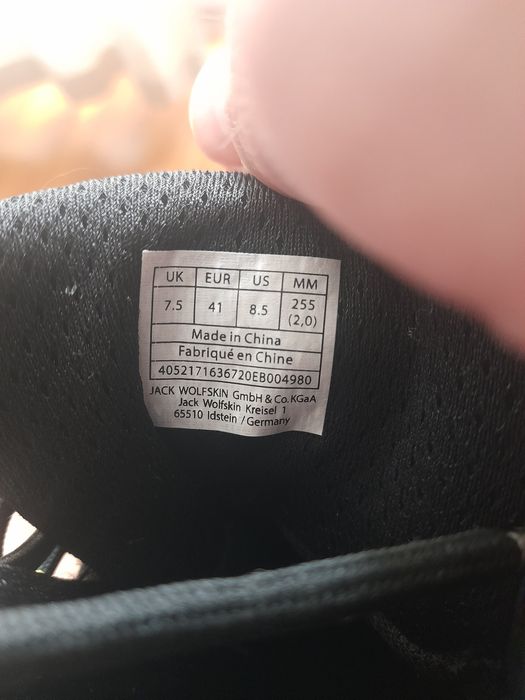 UK EUR US MM
7.5 41 8.5 255
(2,0)
Made in China
Fabriqué en Chine
4052171636720EB004980
JACK WOLFSKIN GmbH & Co. KGaA
Jack Wolfskin Kreisel 1
65510 Idstein / Germany